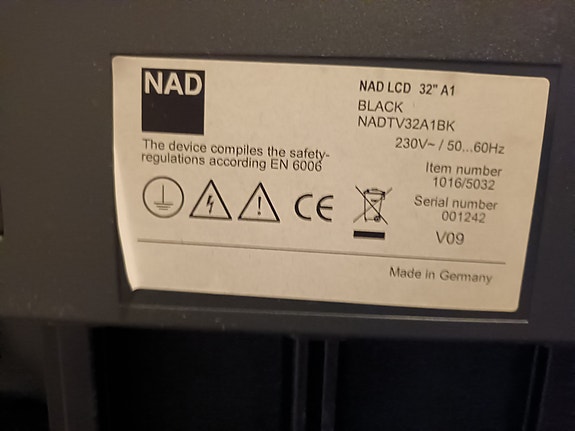 NAD
NAD LCD 32" A1
BLACK
NADTV32A1BK
230V~ / 50...60Hz
The device compiles the safety-
regulations according EN 6006
Item number
1016/5032
CE
Serial number
001242
V09
Made in Germany